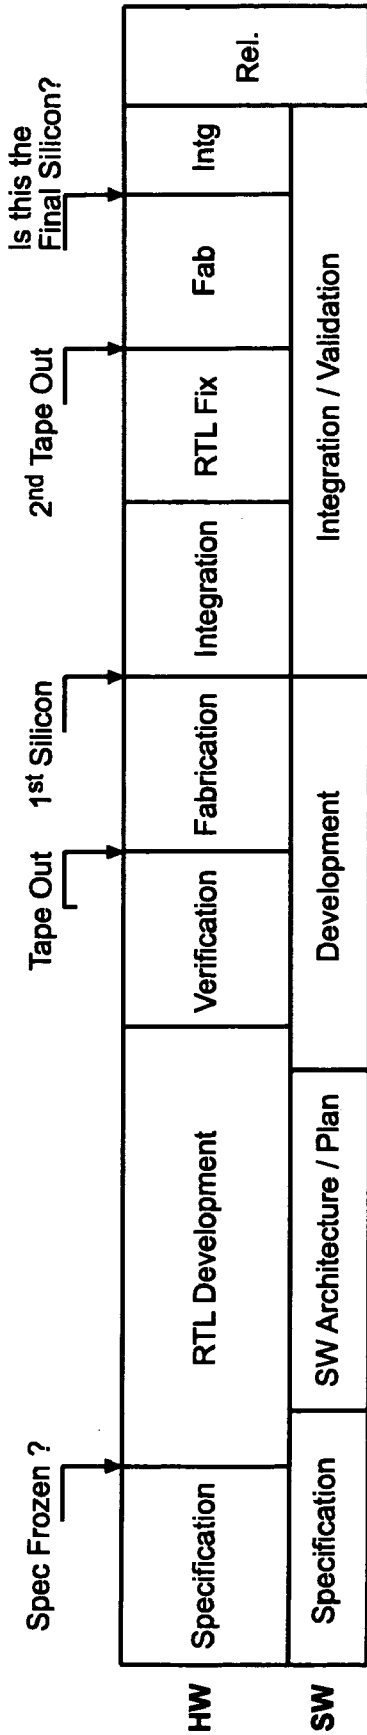 Spec Frozen ?
Tape Out
1st Silicon
2nd Tape Out
Is this the
Final Silicon?
HW
Specification
RTL Development
Verification
Fabrication
Integration
RTL Fix
Fab
Intg
Rel.
SW
Specification
SW Architecture / Plan
Development
Integration / Validation